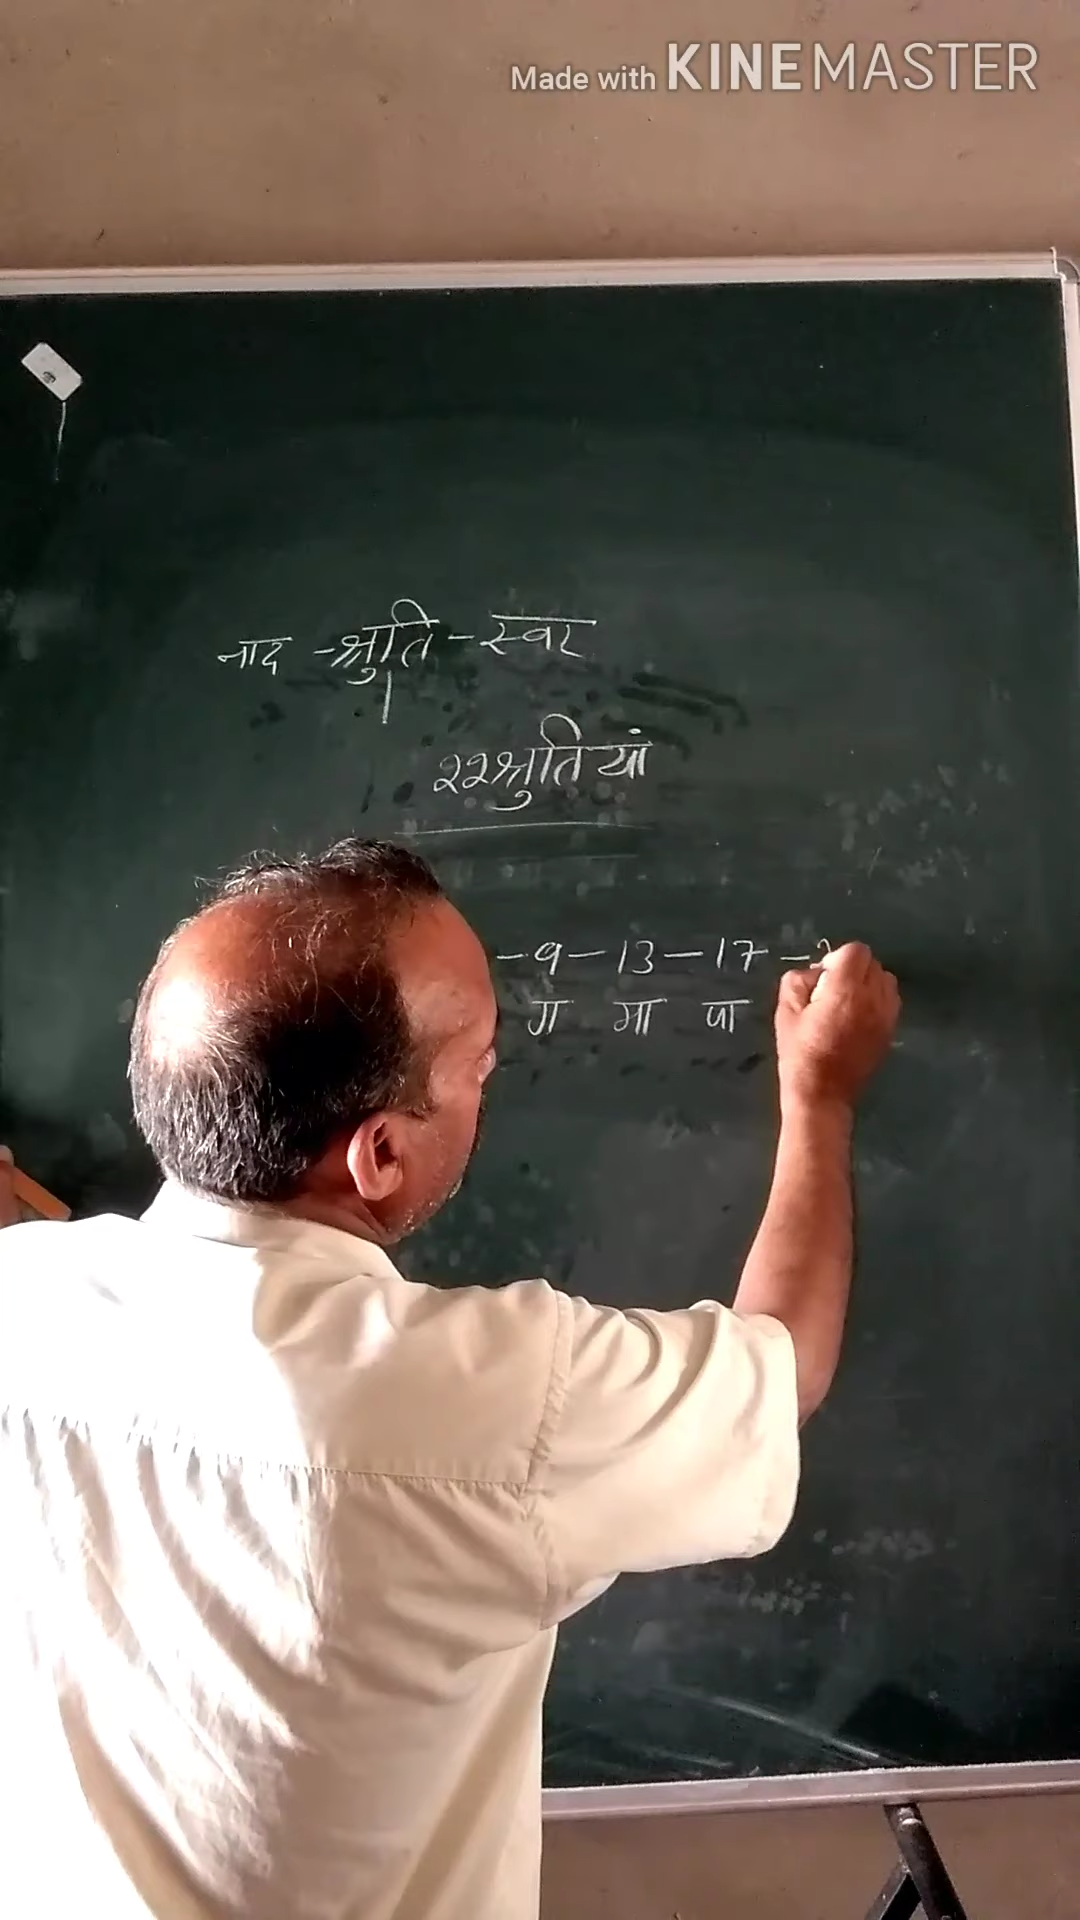 Made with KINEMASTER
नाद - श्रुति - स्वर
२२श्रुतियां
- 9 - 13 - 17 -
ग मा पा